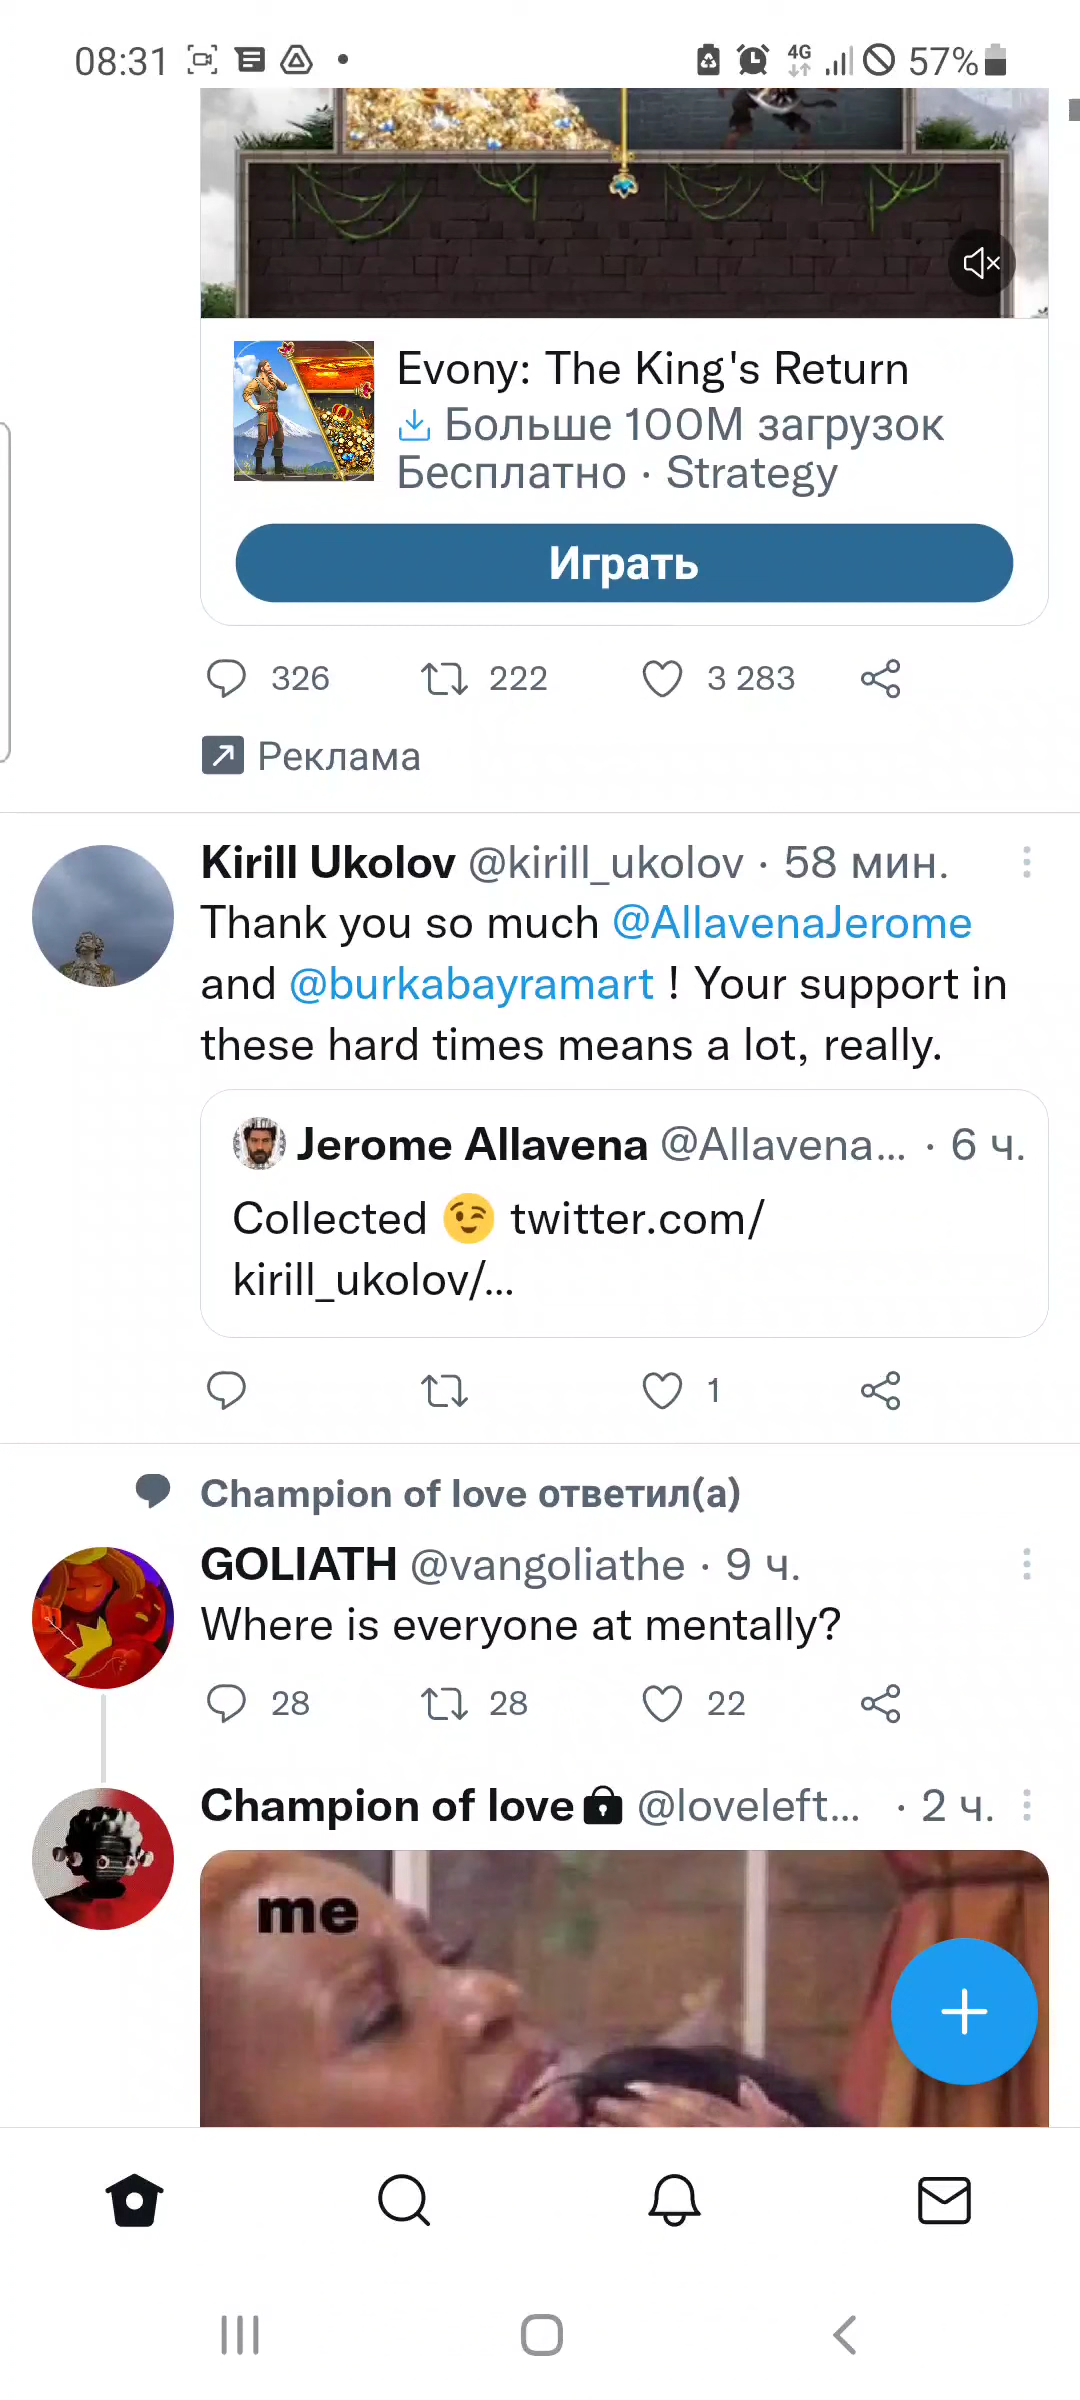 08:31 4G 57%
Evony: The King's Return
Больше 100M загрузок
Бесплатно · Strategy
Играть
326 222 3 283
Реклама
Kirill Ukolov @kirill_ukolov · 58 мин.
Thank you so much @AllavenaJerome
and @burkabayramart ! Your support in
these hard times means a lot, really.
Jerome Allavena @Allavena... · 6 ч.
Collected 😉 twitter.com/
kirill_ukolov/...
1
Champion of love ответил(а)
GOLIATH @vangoliathe · 9 ч.
Where is everyone at mentally?
28 28 22
Champion of love @loveleft... · 2 ч.
me